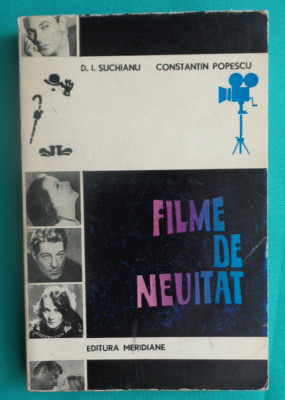 D. I. SUCHIANU CONSTANTIN POPESCU
FILME
DE
NEUITAT
EDITURA MERIDIANE